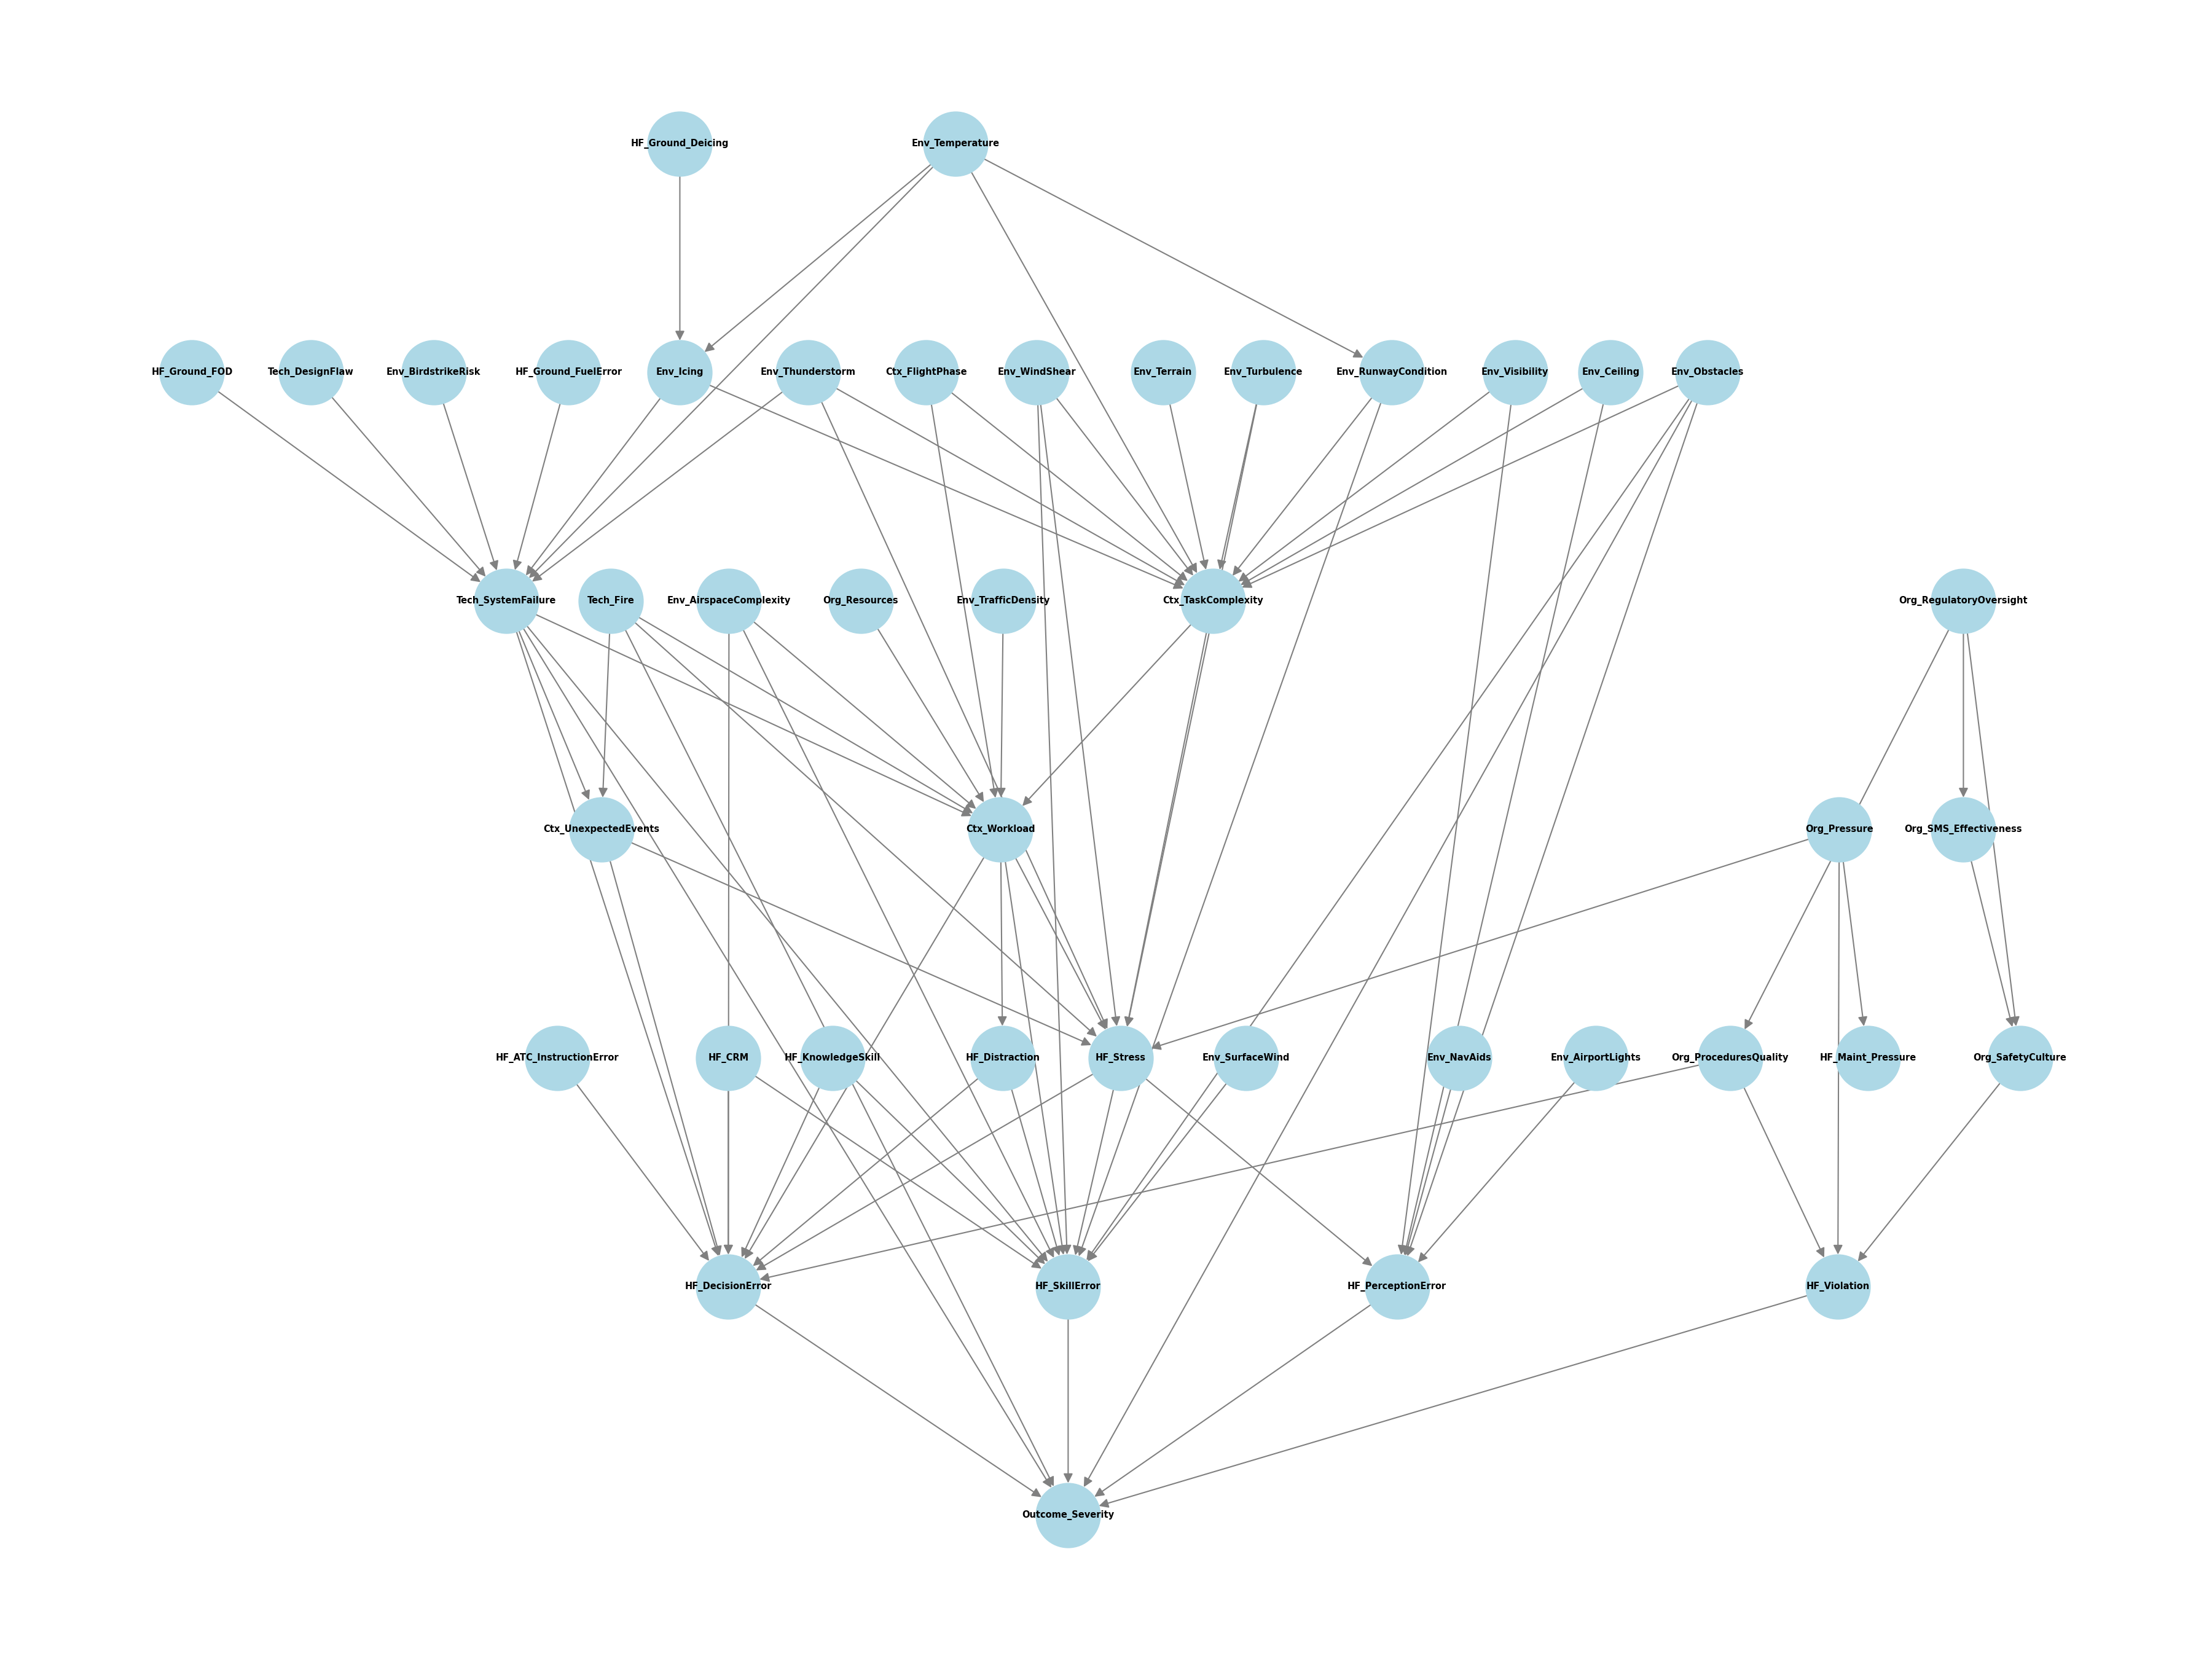 HF_Ground_Deicing
Env_Temperature
HF_Ground_FOD
Tech_DesignFlaw
Env_BirdstrikeRisk
HF_Ground_FuelError
Env_Icing
Env_Thunderstorm
Ctx_FlightPhase
Env_WindShear
Env_Terrain
Env_Turbulence
Env_RunwayCondition
Env_Visibility
Env_Ceiling
Env_Obstacles
Tech_SystemFailure
Tech_Fire
Env_AirspaceComplexity
Org_Resources
Env_TrafficDensity
Ctx_TaskComplexity
Org_RegulatoryOversight
Ctx_UnexpectedEvents
Ctx_Workload
Org_Pressure
Org_SMS_Effectiveness
HF_ATC_InstructionError
HF_CRM
HF_KnowledgeSkill
HF_Distraction
HF_Stress
Env_SurfaceWind
Env_NavAids
Env_AirportLights
Org_ProceduresQuality
HF_Maint_Pressure
Org_SafetyCulture
HF_DecisionError
HF_SkillError
HF_PerceptionError
HF_Violation
Outcome_Severity